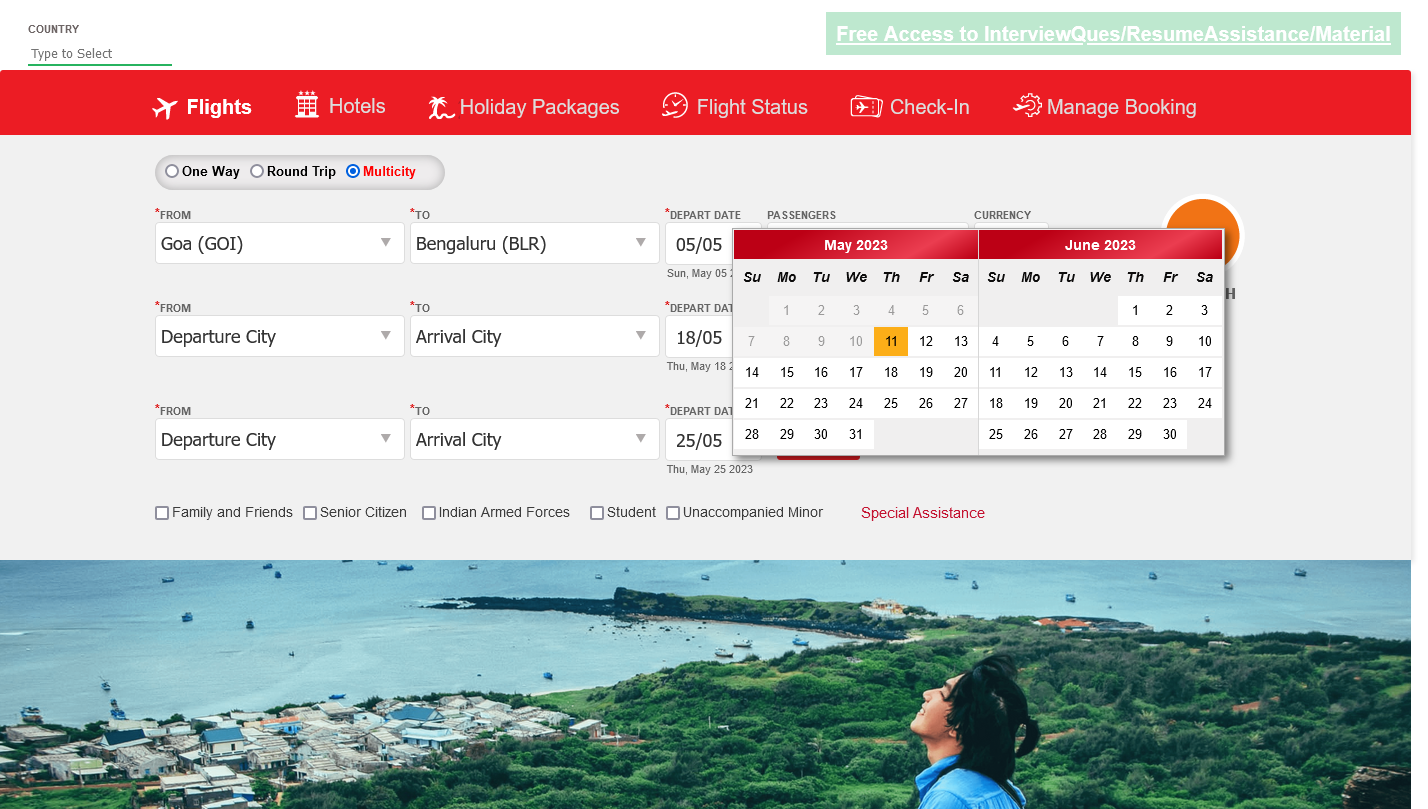 COUNTRY
Type to Select
Free Access to InterviewQues/ResumeAssistance/Material
Flights
Hotels
Holiday Packages
Flight Status
Check-In
Manage Booking
One Way
Round Trip
Multicity
*FROM
*TO
*DEPART DATE
PASSENGERS
CURRENCY
Goa (GOI)
Bengaluru (BLR)
05/05
Sun, May 05 2
H
*FROM
*TO
*DEPART DAT
Departure City
Arrival City
18/05
Thu, May 18 2
*FROM
*TO
*DEPART DAT
Departure City
Arrival City
25/05
Thu, May 25 2023
May 2023
Su Mo Tu We Th Fr Sa
1 2 3 4 5 6
7 8 9 10 11 12 13
14 15 16 17 18 19 20
21 22 23 24 25 26 27
28 29 30 31
June 2023
Su Mo Tu We Th Fr Sa
1 2 3
4 5 6 7 8 9 10
11 12 13 14 15 16 17
18 19 20 21 22 23 24
25 26 27 28 29 30
Family and Friends
Senior Citizen
Indian Armed Forces
Student
Unaccompanied Minor
Special Assistance